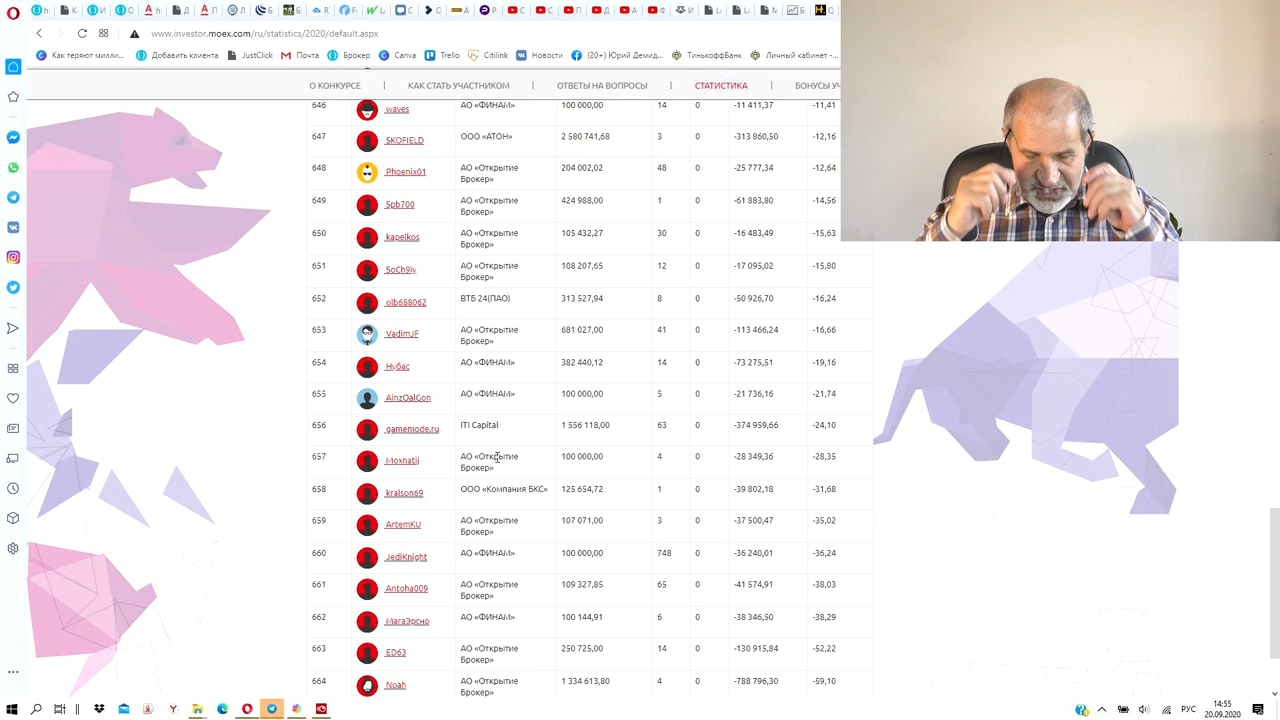 www.investor.moex.com/ru/statistics/2020/default.aspx
Как теряют милли... Добавить клиента JustClick Почта Брокер Canva Trello Citilink Новости (20+) Юрий Демид... ТинькоффБанк Личный кабинет -...
О КОНКУРСЕ | КАК СТАТЬ УЧАСТНИКОМ | ОТВЕТЫ НА ВОПРОСЫ | СТАТИСТИКА | БОНУСЫ УЧ
646 waves АО «ФИНАМ» 100 000,00 14 0 -11 411,37 -11,41
647 SKOFIELD ООО «АТОН» 2 580 741,68 3 0 -313 860,50 -12,16
648 Phoenix01 АО «Открытие 204 002,02 48 0 -25 777,34 -12,64
Брокер»
649 Spb700 АО «Открытие 424 988,00 1 0 -61 883,80 -14,56
Брокер»
650 kapelkos АО «Открытие 105 432,27 30 0 -16 483,49 -15,63
Брокер»
651 SoCh9iy АО «Открытие 108 207,65 12 0 -17 095,02 -15,80
Брокер»
652 olb688062 ВТБ 24(ПАО) 313 527,94 8 0 -50 926,70 -16,24
653 VadimJF АО «Открытие 681 027,00 41 0 -113 466,24 -16,66
Брокер»
654 Нубас АО «ФИНАМ» 382 440,12 14 0 -73 275,51 -19,16
655 AinzOalGon АО «ФИНАМ» 100 000,00 5 0 -21 736,16 -21,74
656 gamemode.ru ITI Capital 1 556 118,00 63 0 -374 959,66 -24,10
657 Moxnatij АО «Открытие 100 000,00 4 0 -28 349,36 -28,35
Брокер»
658 kralson69 ООО «Компания БКС» 125 654,72 1 0 -39 802,18 -31,68
659 ArtemKU АО «Открытие 107 071,00 3 0 -37 500,47 -35,02
Брокер»
660 JediKnight АО «ФИНАМ» 100 000,00 748 0 -36 240,01 -36,24
661 Antoha009 АО «Открытие 109 327,85 65 0 -41 574,91 -38,03
Брокер»
662 МагаЭрсно АО «ФИНАМ» 100 144,91 6 0 -38 346,50 -38,29
663 ED63 АО «Открытие 250 725,00 14 0 -130 915,84 -52,22
Брокер»
664 Noah АО «Открытие 1 334 613,80 4 0 -788 796,30 -59,10
Брокер»
РУС 14:55
20.09.2020